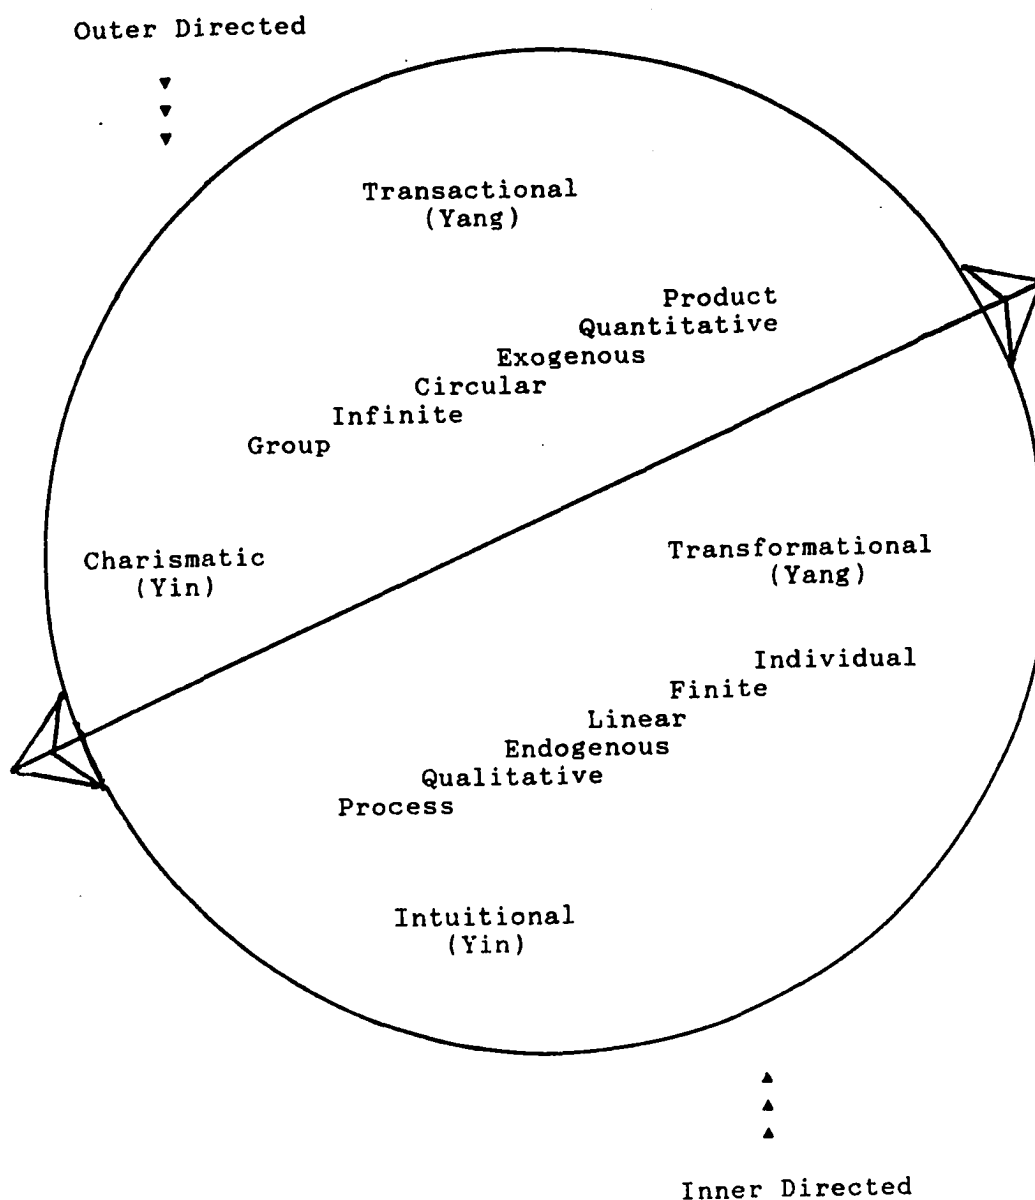 Outer Directed
Transactional
(Yang)
Product
Quantitative
Exogenous
Circular
Infinite
Group
Charismatic
(Yin)
Transformational
(Yang)
Individual
Finite
Linear
Endogenous
Qualitative
Process
Intuitional
(Yin)
Inner Directed